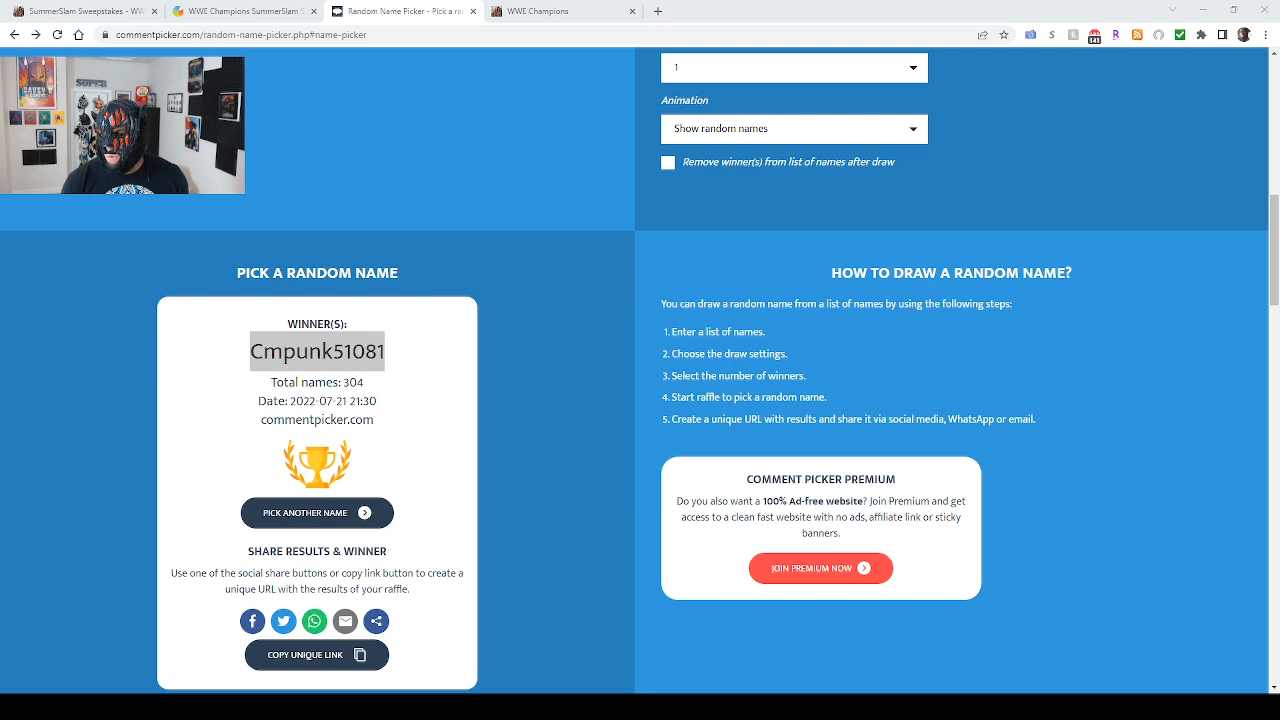 SummerSlam Sweepstakes - WW
WWE Champions SummerSlam S
Random Name Picker - Pick a ra
WWE Champions
commentpicker.com/random-name-picker.php#name-picker
141
1
Animation
Show random names
Remove winner(s) from list of names after draw
PICK A RANDOM NAME
WINNER(S):
Cmpunk51081
Total names: 304
Date: 2022-07-21 21:30
commentpicker.com
PICK ANOTHER NAME
SHARE RESULTS & WINNER
Use one of the social share buttons or copy link button to create a
unique URL with the results of your raffle.
COPY UNIQUE LINK
HOW TO DRAW A RANDOM NAME?
You can draw a random name from a list of names by using the following steps:
1. Enter a list of names.
2. Choose the draw settings.
3. Select the number of winners.
4. Start raffle to pick a random name.
5. Create a unique URL with results and share it via social media, WhatsApp or email.
COMMENT PICKER PREMIUM
Do you also want a 100% Ad-free website? Join Premium and get
access to a clean fast website with no ads, affiliate link or sticky
banners.
JOIN PREMIUM NOW